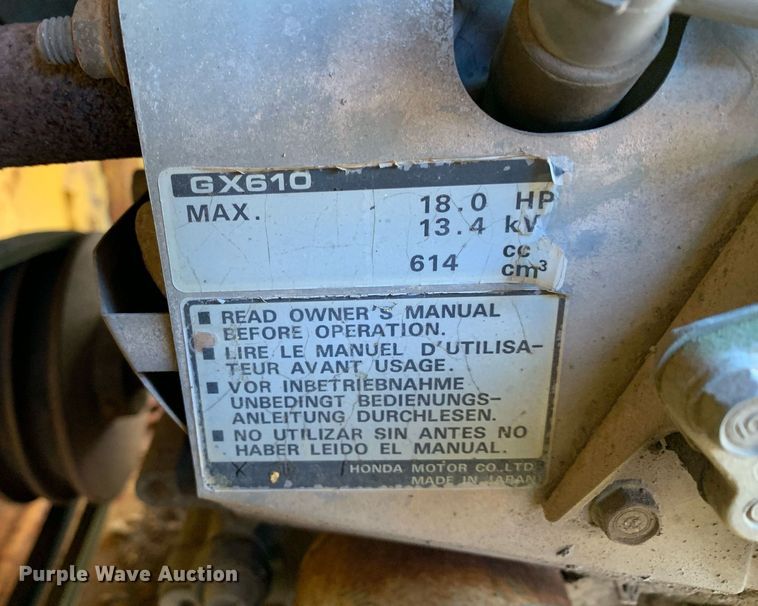 GX610
MAX. 18.0 HP
13.4 kV
614 cc
cm³
■ READ OWNER'S MANUAL
BEFORE OPERATION.
■ LIRE LE MANUEL D'UTILISA-
TEUR AVANT USAGE.
■ VOR INBETRIEBNAHME
UNBEDINGT BEDIENUNGS-
ANLEITUNG DURCHLESEN.
■ NO UTILIZAR SIN ANTES NO
HABER LEIDO EL MANUAL.
HONDA MOTOR CO., LTD.
MADE IN JAPAN
Purple Wave Auction